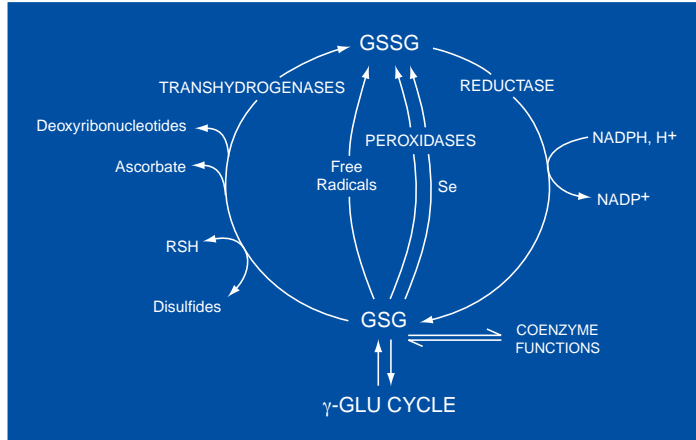 GSSG
TRANSHYDROGENASES
REDUCTASE
Deoxyribonucleotides
PEROXIDASES
NADPH, H+
Ascorbate
Free
Radicals
Se
NADP+
RSH
Disulfides
GSG
COENZYME
FUNCTIONS
γ-GLU CYCLE